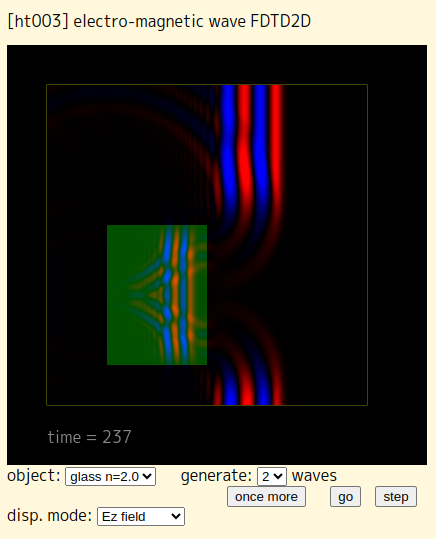 [ht003] electro-magnetic wave FDTD2D
time = 237
object: glass n=2.0 generate: 2 waves
once more go step
disp. mode: Ez field